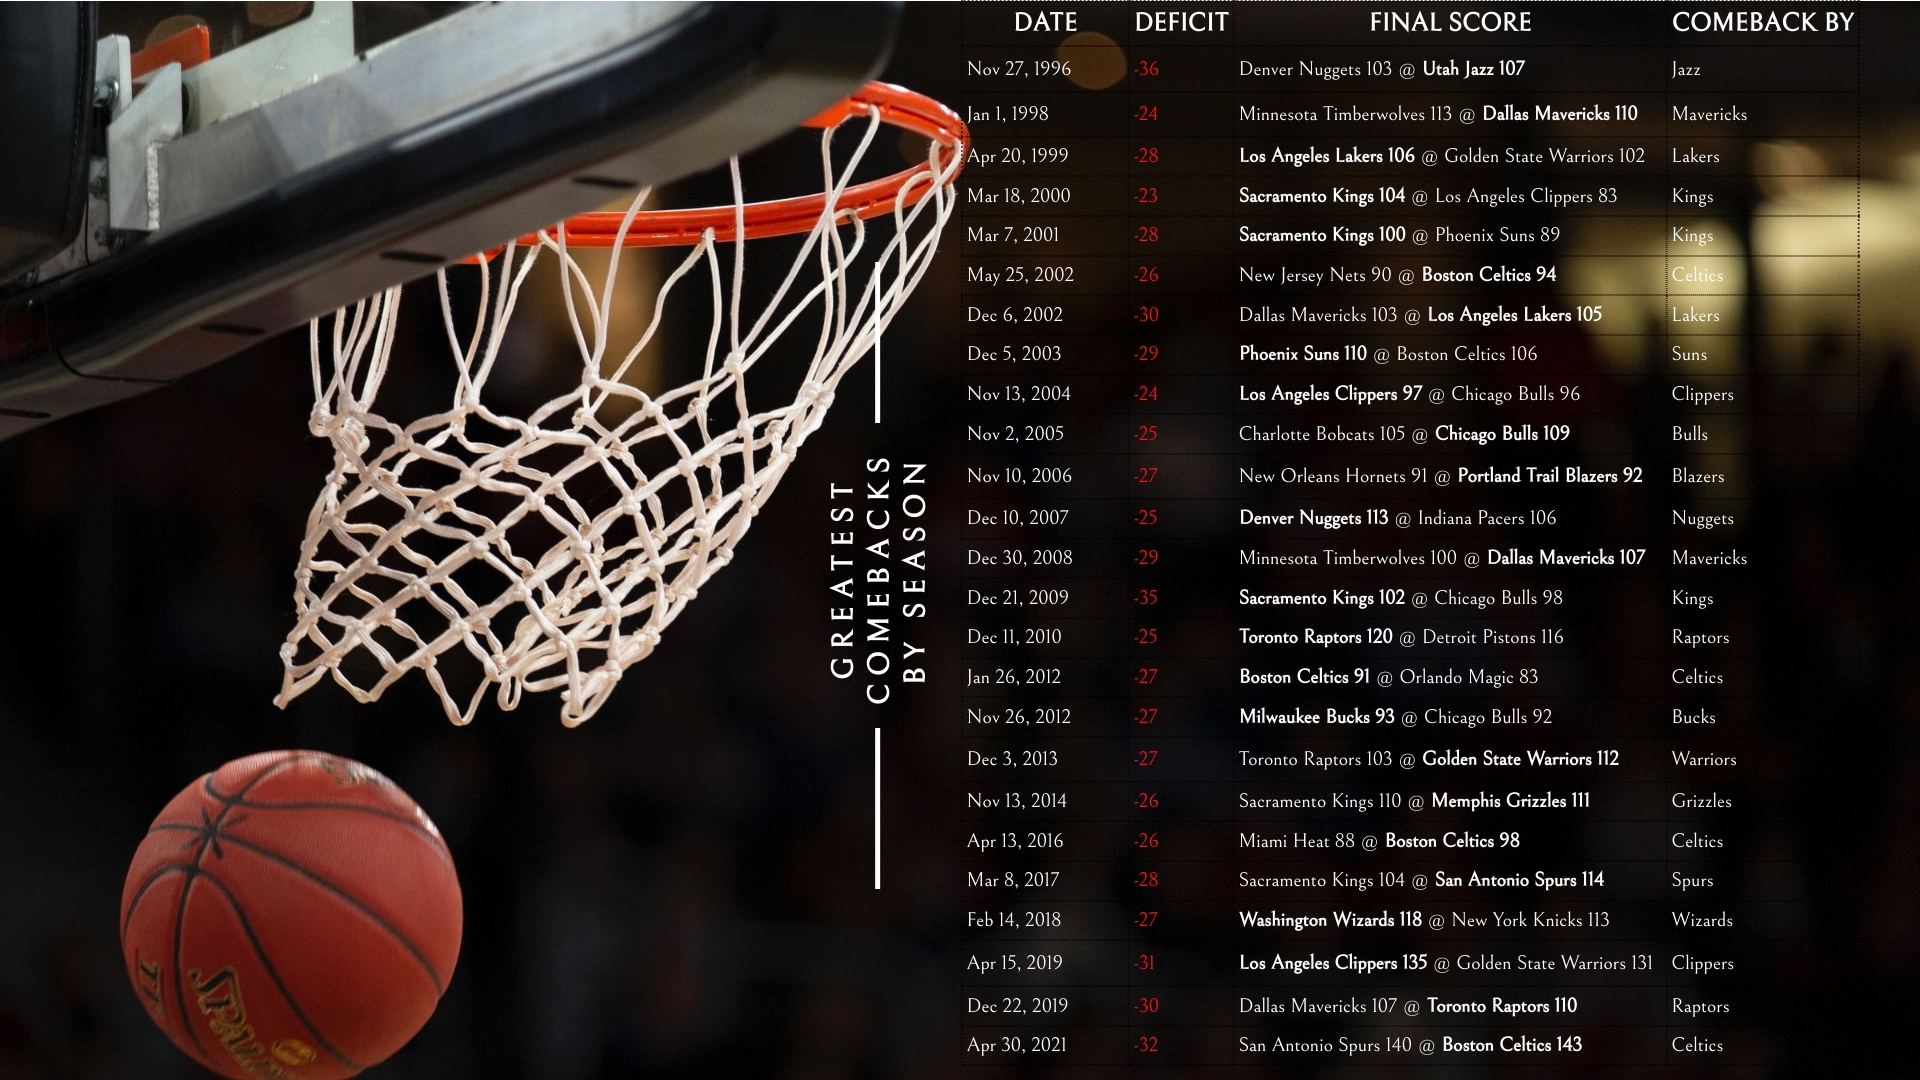 GREATEST
COMEBACKS
BY SEASON
DATE DEFICIT FINAL SCORE COMEBACK BY
Nov 27, 1996 -36 Denver Nuggets 103 @ Utah Jazz 107 Jazz
Jan 1, 1998 -24 Minnesota Timberwolves 113 @ Dallas Mavericks 110 Mavericks
Apr 20, 1999 -28 Los Angeles Lakers 106 @ Golden State Warriors 102 Lakers
Mar 18, 2000 -23 Sacramento Kings 104 @ Los Angeles Clippers 83 Kings
Mar 7, 2001 -28 Sacramento Kings 100 @ Phoenix Suns 89 Kings
May 25, 2002 -26 New Jersey Nets 90 @ Boston Celtics 94 Celtics
Dec 6, 2002 -30 Dallas Mavericks 103 @ Los Angeles Lakers 105 Lakers
Dec 5, 2003 -29 Phoenix Suns 110 @ Boston Celtics 106 Suns
Nov 13, 2004 -24 Los Angeles Clippers 97 @ Chicago Bulls 96 Clippers
Nov 2, 2005 -25 Charlotte Bobcats 105 @ Chicago Bulls 109 Bulls
Nov 10, 2006 -27 New Orleans Hornets 91 @ Portland Trail Blazers 92 Blazers
Dec 10, 2007 -25 Denver Nuggets 113 @ Indiana Pacers 106 Nuggets
Dec 30, 2008 -29 Minnesota Timberwolves 100 @ Dallas Mavericks 107 Mavericks
Dec 21, 2009 -35 Sacramento Kings 102 @ Chicago Bulls 98 Kings
Dec 11, 2010 -25 Toronto Raptors 120 @ Detroit Pistons 116 Raptors
Jan 26, 2012 -27 Boston Celtics 91 @ Orlando Magic 83 Celtics
Nov 26, 2012 -27 Milwaukee Bucks 93 @ Chicago Bulls 92 Bucks
Dec 3, 2013 -27 Toronto Raptors 103 @ Golden State Warriors 112 Warriors
Nov 13, 2014 -26 Sacramento Kings 110 @ Memphis Grizzles 111 Grizzles
Apr 13, 2016 -26 Miami Heat 88 @ Boston Celtics 98 Celtics
Mar 8, 2017 -28 Sacramento Kings 104 @ San Antonio Spurs 114 Spurs
Feb 14, 2018 -27 Washington Wizards 118 @ New York Knicks 113 Wizards
Apr 15, 2019 -31 Los Angeles Clippers 135 @ Golden State Warriors 131 Clippers
Dec 22, 2019 -30 Dallas Mavericks 107 @ Toronto Raptors 110 Raptors
Apr 30, 2021 -32 San Antonio Spurs 140 @ Boston Celtics 143 Celtics